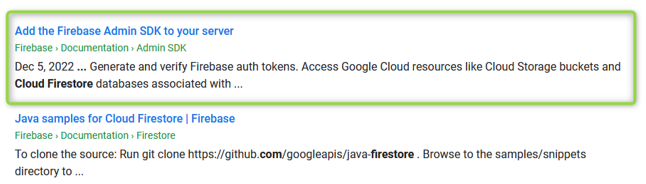 Add the Firebase Admin SDK to your server
Firebase › Documentation › Admin SDK
Dec 5, 2022 ... Generate and verify Firebase auth tokens. Access Google Cloud resources like Cloud Storage buckets and
Cloud Firestore databases associated with ...
Java samples for Cloud Firestore | Firebase
Firebase › Documentation › Firestore
To clone the source: Run git clone https://github.com/googleapis/java-firestore . Browse to the samples/snippets
directory to ...